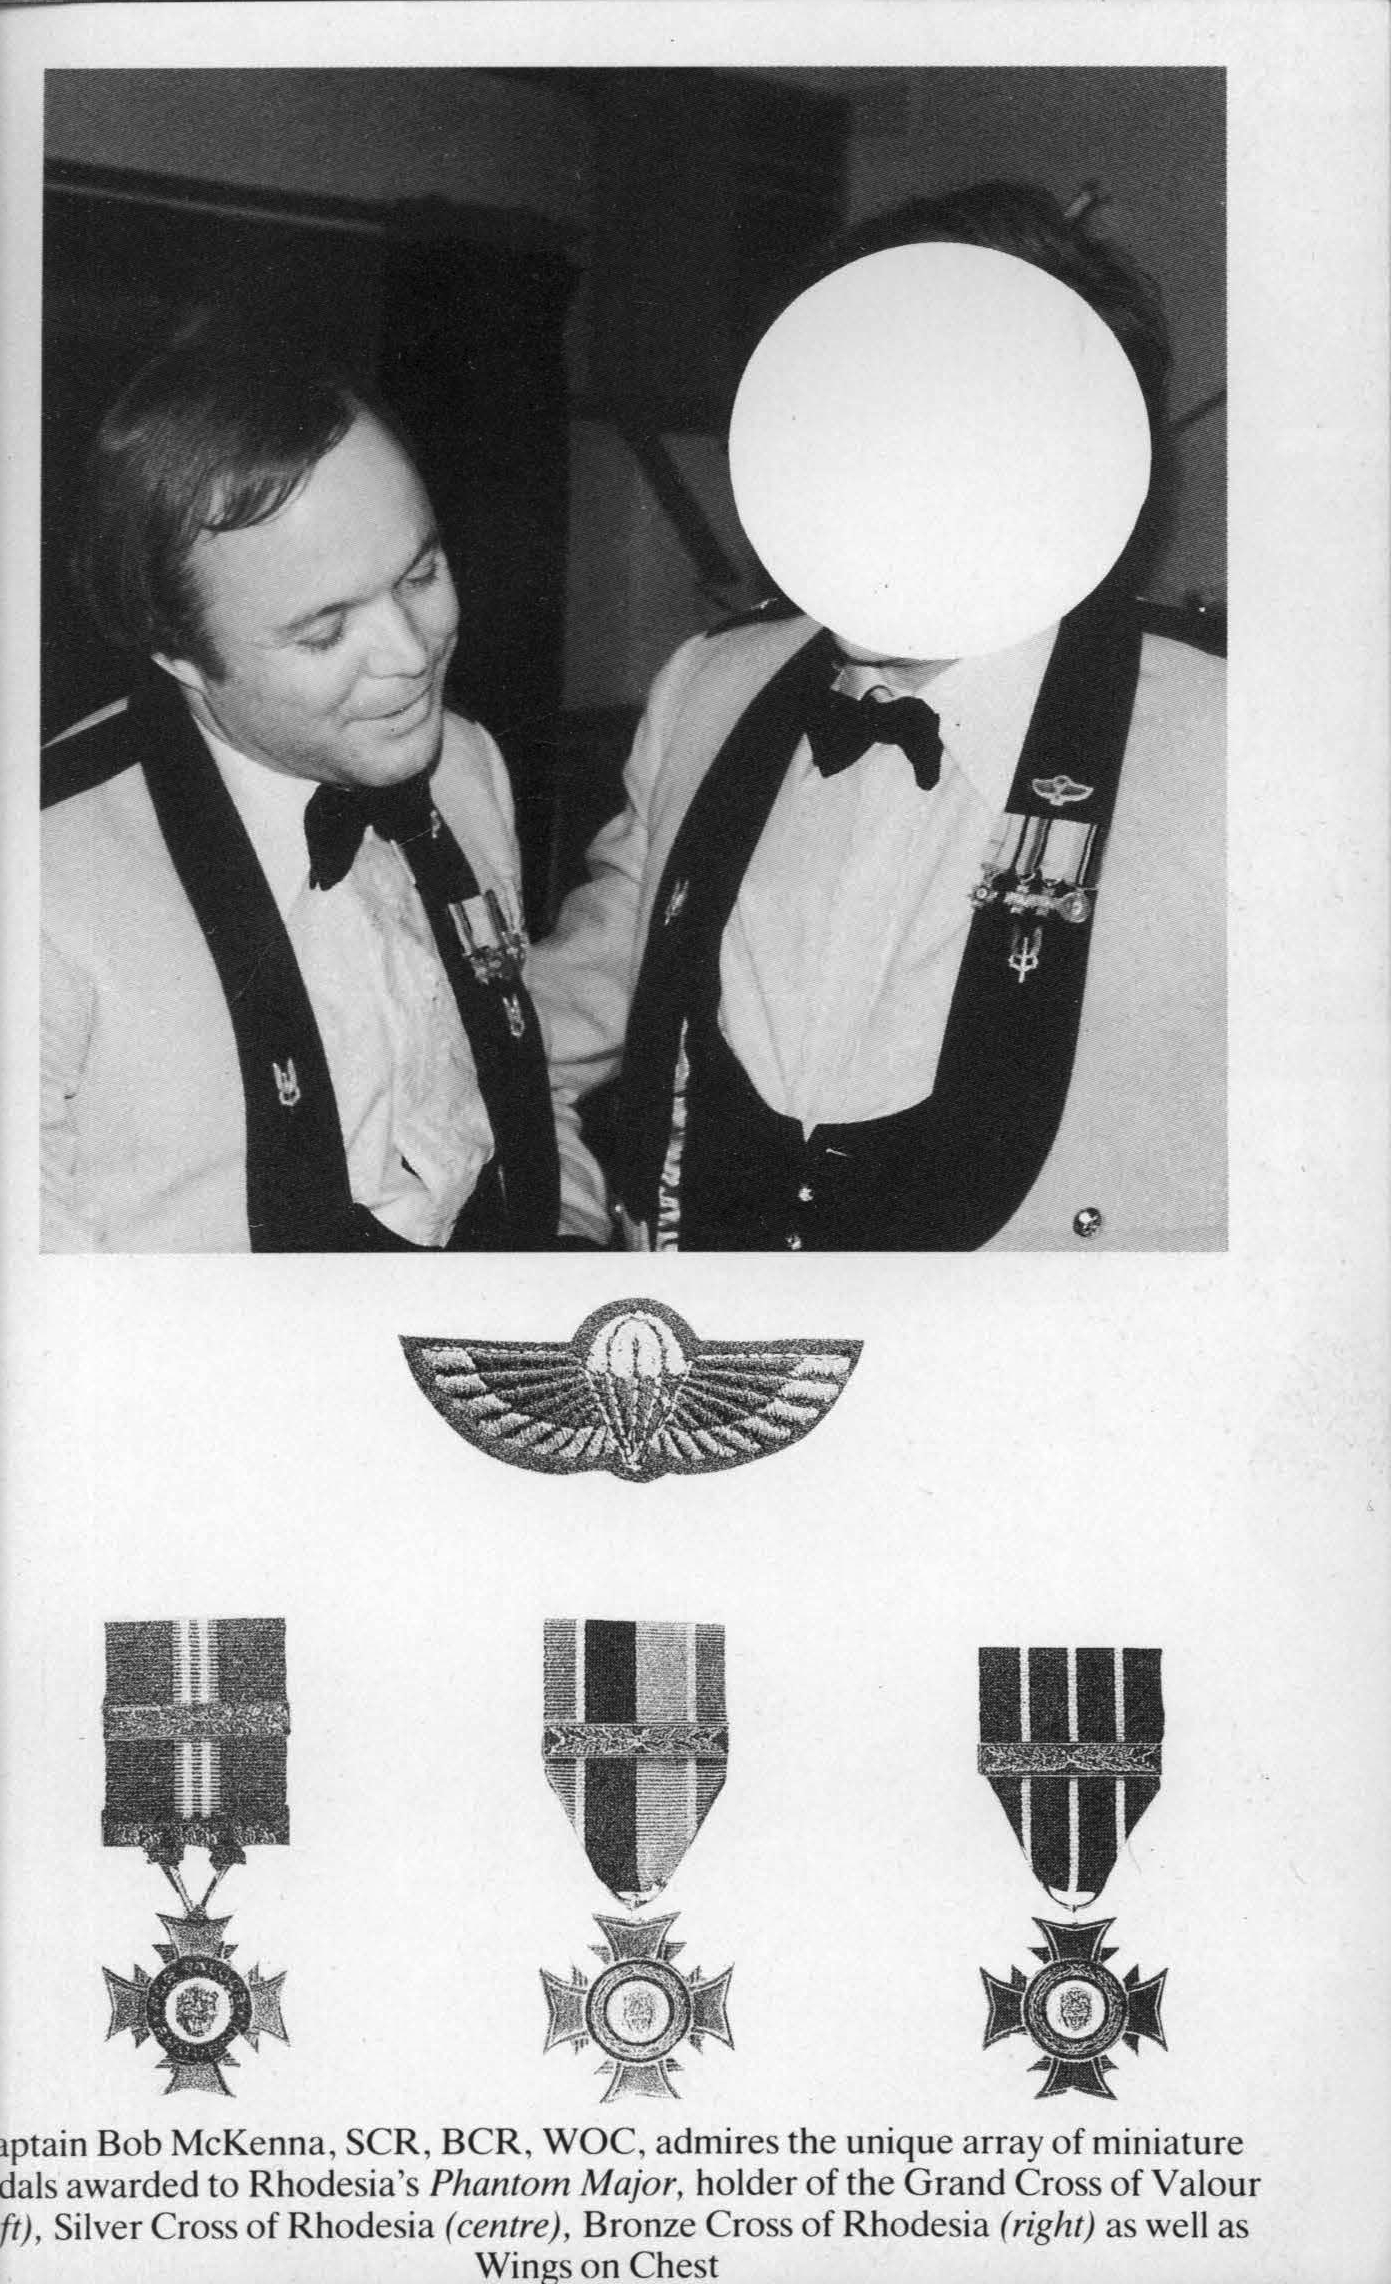 aptain Bob McKenna, SCR, BCR, WOC, admires the unique array of miniature
dals awarded to Rhodesia's Phantom Major, holder of the Grand Cross of Valour
ft), Silver Cross of Rhodesia (centre), Bronze Cross of Rhodesia (right) as well as
Wings on Chest